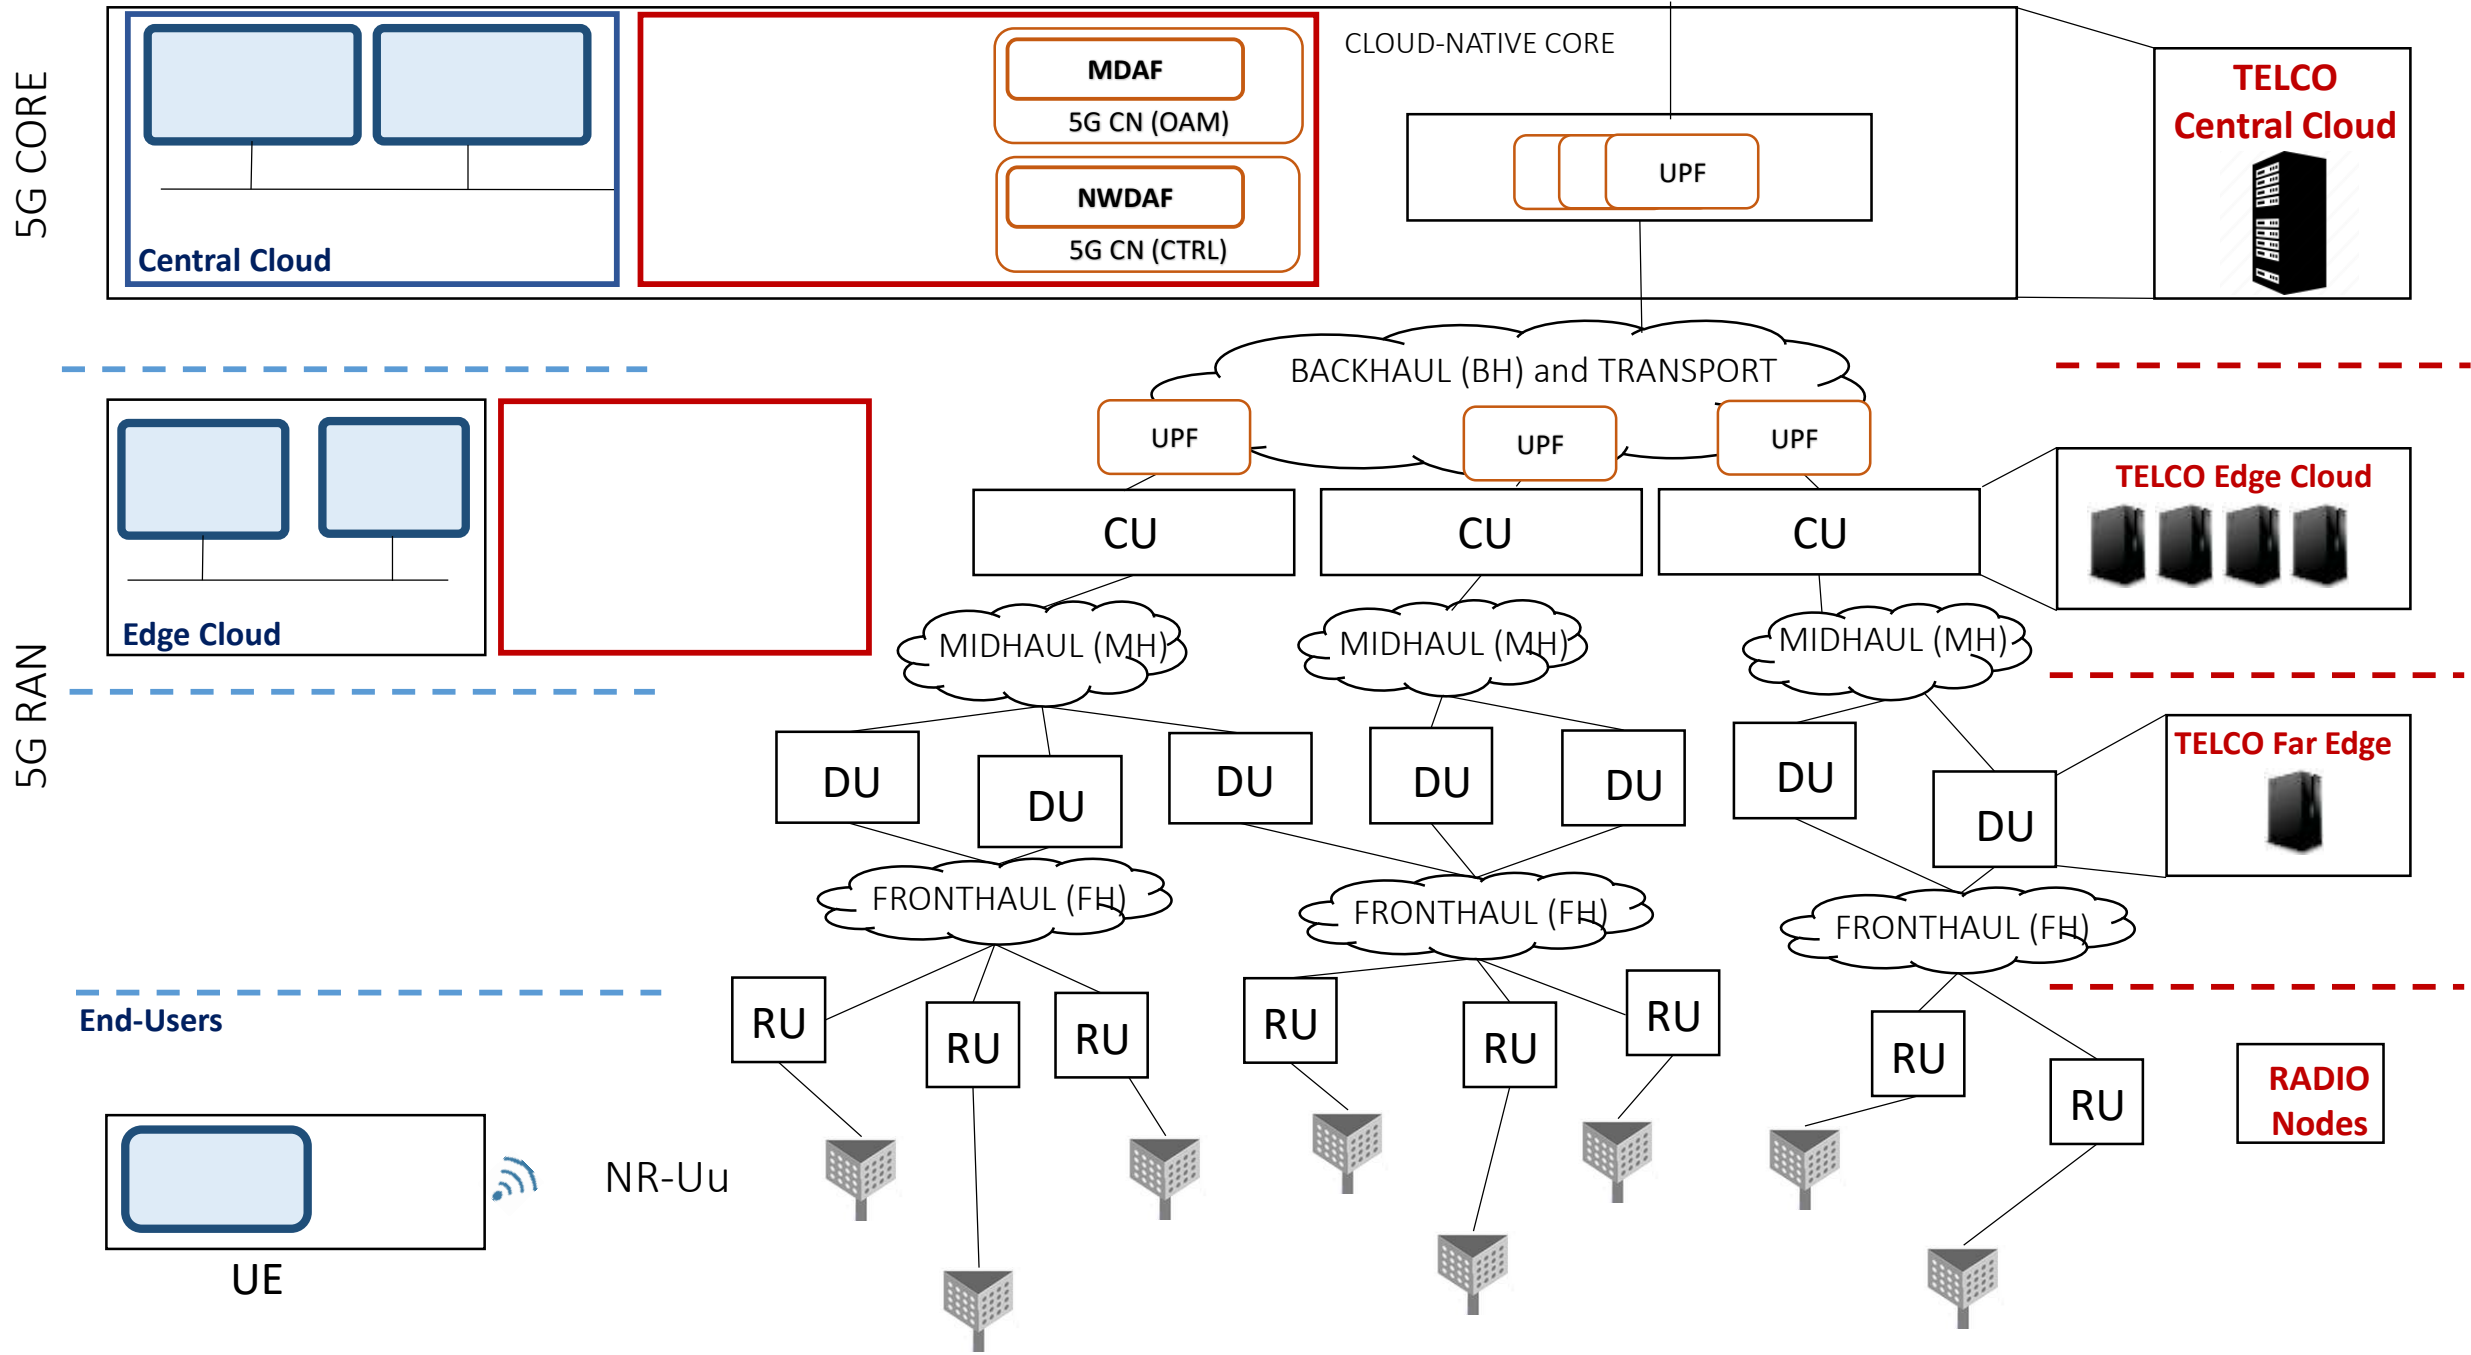 5G CORE
MDAF
5G CN (OAM)
NWDAF
5G CN (CTRL)
Central Cloud
CLOUD-NATIVE CORE
UPF
TELCO
Central Cloud
BACKHAUL (BH) and TRANSPORT
UPF
UPF
UPF
CU
CU
CU
TELCO Edge Cloud
Edge Cloud
5G RAN
MIDHAUL (MH)
MIDHAUL (MH)
MIDHAUL (MH)
DU
DU
DU
DU
DU
DU
DU
TELCO Far Edge
FRONTHAUL (FH)
FRONTHAUL (FH)
FRONTHAUL (FH)
End-Users
RU
RU
RU
RU
RU
RU
RU
RU
RADIO
Nodes
NR-Uu
UE